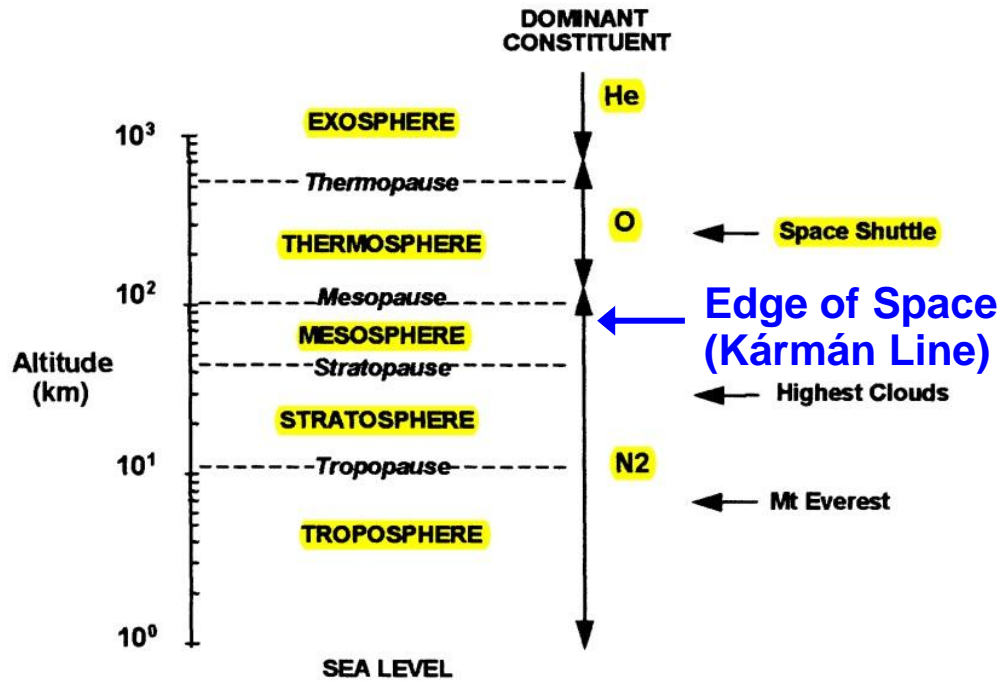 DOMINANT
CONSTITUENT
He
EXOSPHERE
10³
Thermopause
O
THERMOSPHERE
Space Shuttle
10²
Mesopause
Edge of Space
(Kármán Line)
MESOSPHERE
Altitude
(km)
Stratopause
Highest Clouds
STRATOSPHERE
10¹
Tropopause
N2
Mt Everest
TROPOSPHERE
10⁰
SEA LEVEL